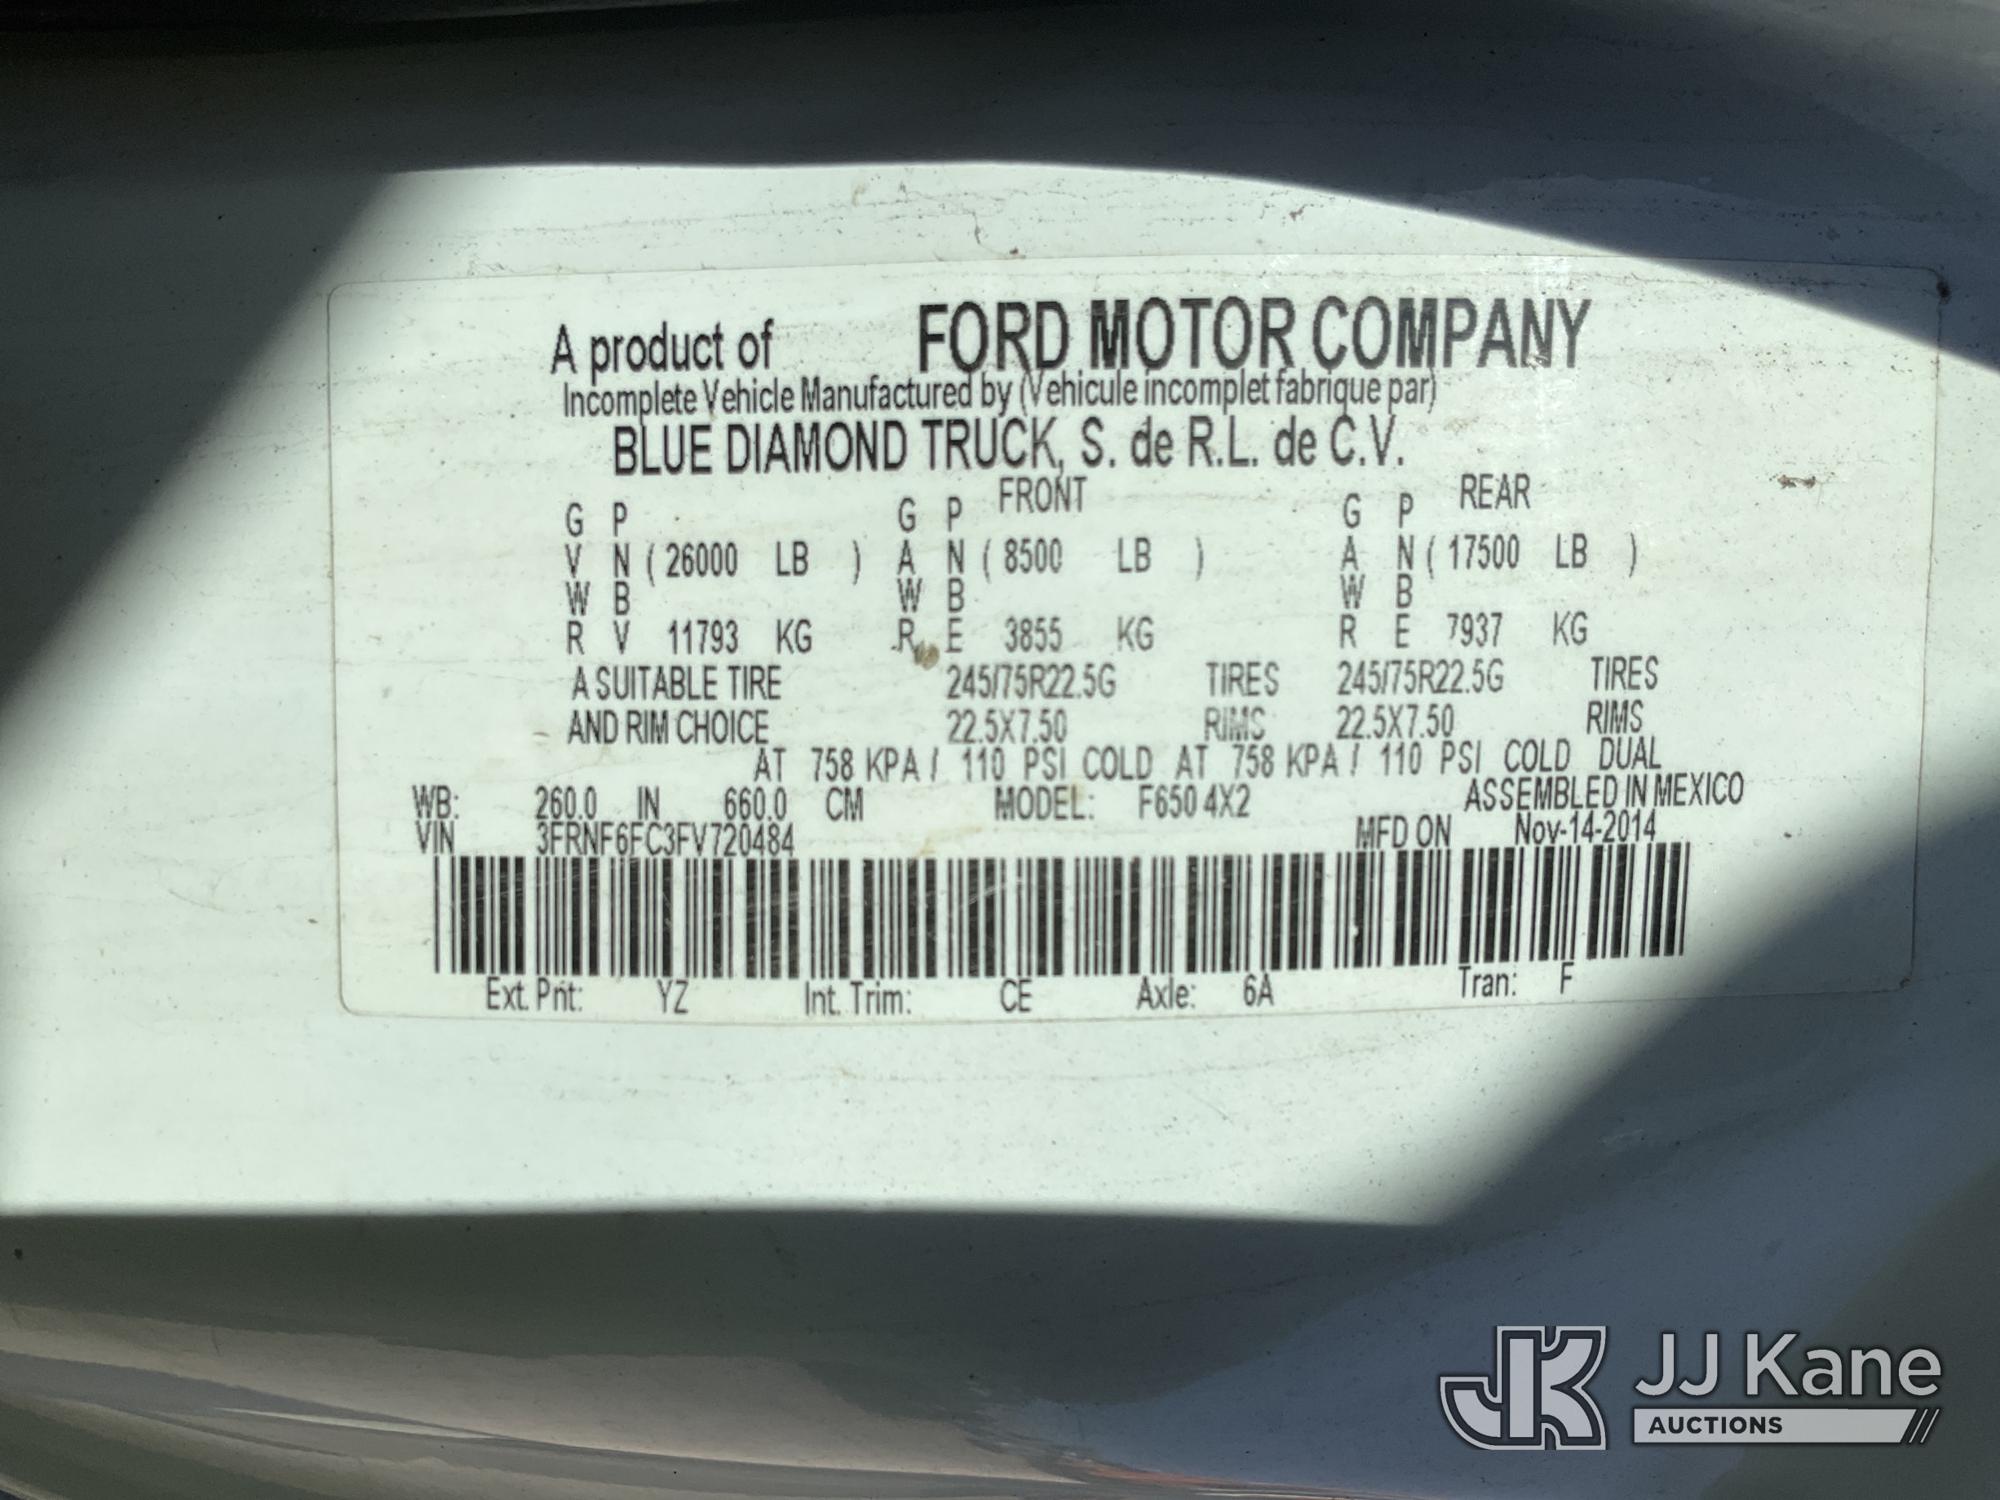 A product of FORD MOTOR COMPANY
Incomplete Vehicle Manufactured by (Vehicule incomplet fabrique par)
BLUE DIAMOND TRUCK, S. de R.L. de C.V.
FRONT REAR
G P G P G P
V N ( 26000 LB ) A N ( 8500 LB ) A N ( 17500 LB )
W B W B W B
R V 11793 KG R E 3855 KG R E 7937 KG
A SUITABLE TIRE 245/75R22.5G TIRES 245/75R22.5G TIRES
AND RIM CHOICE 22.5X7.50 RIMS 22.5X7.50 RIMS
AT 758 KPA / 110 PSI COLD AT 758 KPA / 110 PSI COLD DUAL
WB: 260.0 IN 660.0 CM MODEL: F650 4X2 ASSEMBLED IN MEXICO
VIN 3FRNF6FC3FV720484 MFD ON Nov-14-2014
Ext. Pnt: YZ Int. Trim: CE Axle: 6A Tran: F
JK JJ Kane
AUCTIONS